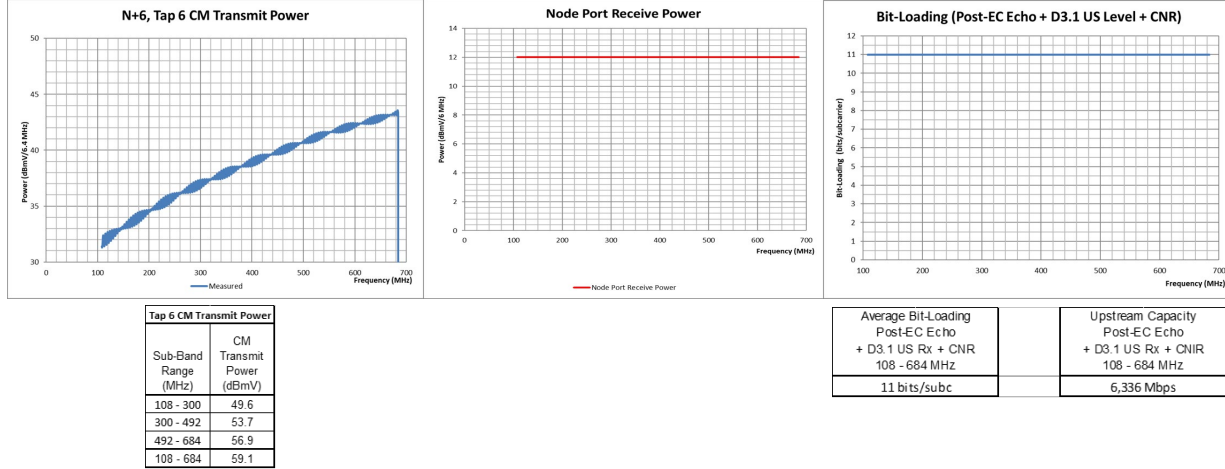 N+6, Tap 6 CM Transmit Power
50
45
40
35
30
Power (dBmV/6.4 MHz)
0
100
200
300
400
500
600
700
Frequency (MHz)
Measured
Node Port Receive Power
14
12
10
8
6
4
2
0
Power (dBmV/6 MHz)
0
100
200
300
400
500
600
700
Frequency (MHz)
Node Port Receive Power
Bit-Loading (Post-EC Echo + D3.1 US Level + CNR)
12
11
10
9
8
7
6
5
4
3
2
1
0
Bit-Loading (bits/subcarrier)
100
200
300
400
500
600
700
Frequency (MHz)
Tap 6 CM Transmit Power
Sub-Band
Range
(MHz)
CM
Transmit
Power
(dBmV)
108 - 300 49.6
300 - 492 53.7
492 - 684 56.9
108 - 684 59.1
Average Bit-Loading
Post-EC Echo
+ D3.1 US Rx + CNR
108 - 684 MHz
11 bits/subc
Upstream Capacity
Post-EC Echo
+ D3.1 US Rx + CNIR
108 - 684 MHz
6,336 Mbps